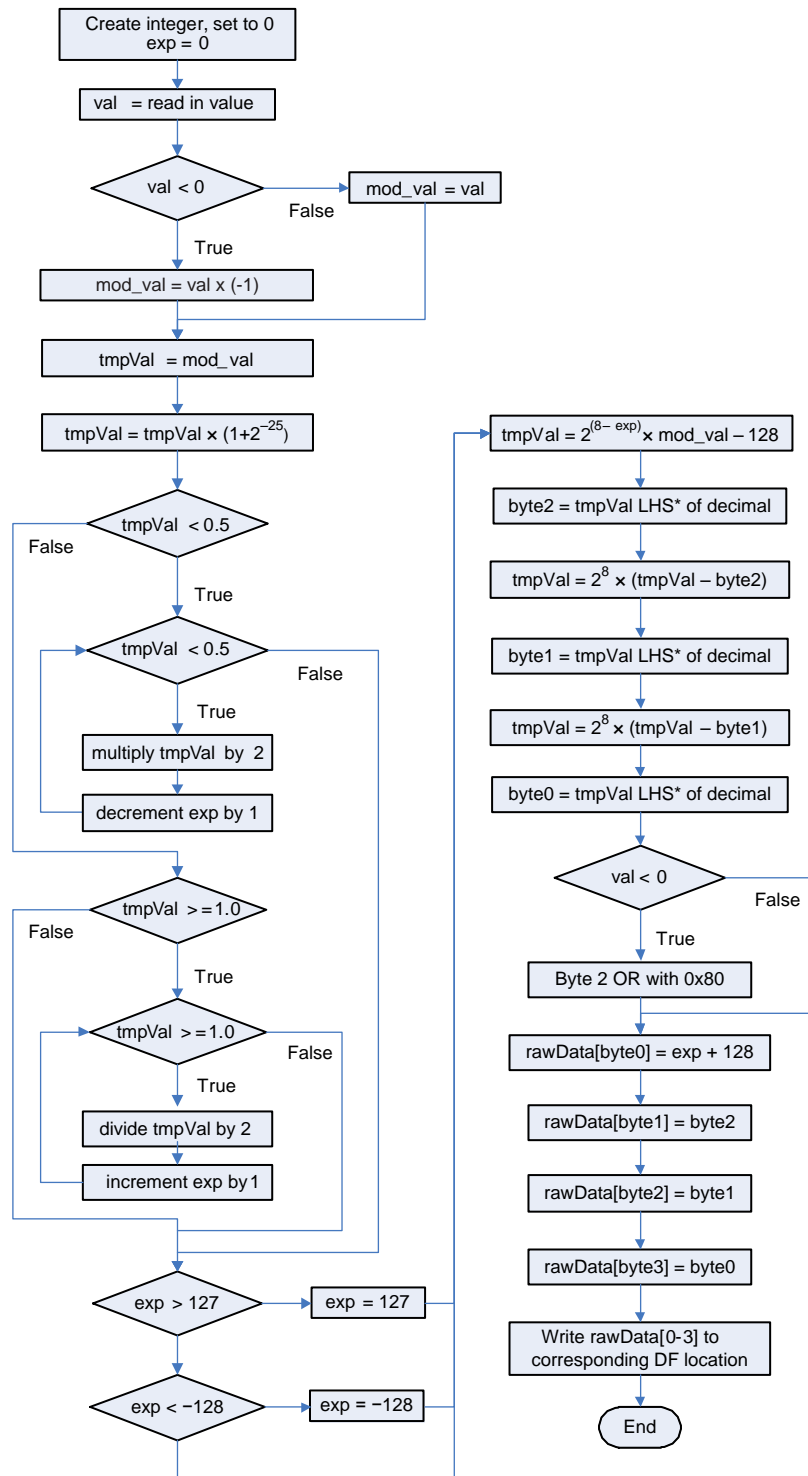 Create integer, set to 0
exp = 0
val = read in value
val < 0
False
mod_val = val
True
mod_val = val x (-1)
tmpVal = mod_val
tmpVal = tmpVal × (1+2⁻²⁵)
tmpVal < 0.5
False
True
tmpVal < 0.5
False
True
multiply tmpVal by 2
decrement exp by 1
tmpVal >=1.0
False
True
tmpVal >=1.0
False
True
divide tmpVal by 2
increment exp by 1
exp > 127
exp = 127
exp < −128
exp = −128
tmpVal = 2⁽⁸⁻ ᵉˣᵖ⁾ × mod_val − 128
byte2 = tmpVal LHS* of decimal
tmpVal = 2⁸ × (tmpVal – byte2)
byte1 = tmpVal LHS* of decimal
tmpVal = 2⁸ × (tmpVal – byte1)
byte0 = tmpVal LHS* of decimal
val < 0
False
True
Byte 2 OR with 0x80
rawData[byte0] = exp + 128
rawData[byte1] = byte2
rawData[byte2] = byte1
rawData[byte3] = byte0
Write rawData[0-3] to
corresponding DF location
End